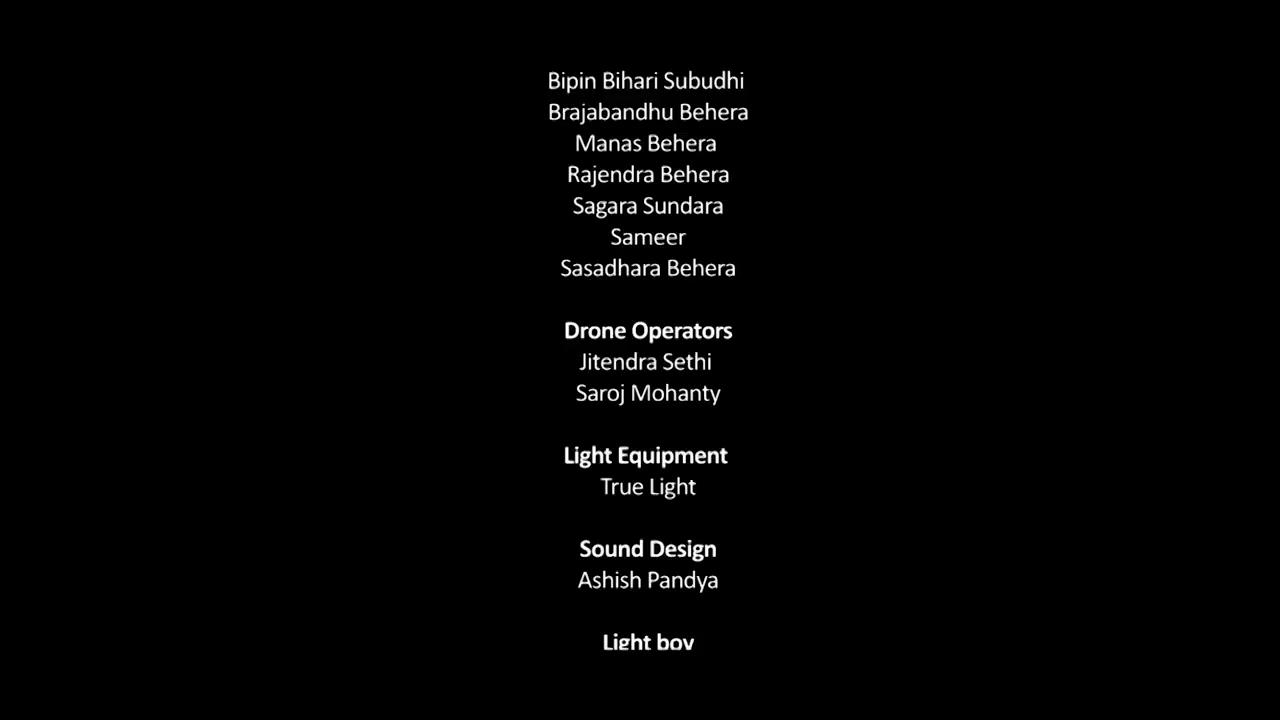 Bipin Bihari Subudhi
Brajabandhu Behera
Manas Behera
Rajendra Behera
Sagara Sundara
Sameer
Sasadhara Behera
Drone Operators
Jitendra Sethi
Saroj Mohanty
Light Equipment
True Light
Sound Design
Ashish Pandya
Light boy